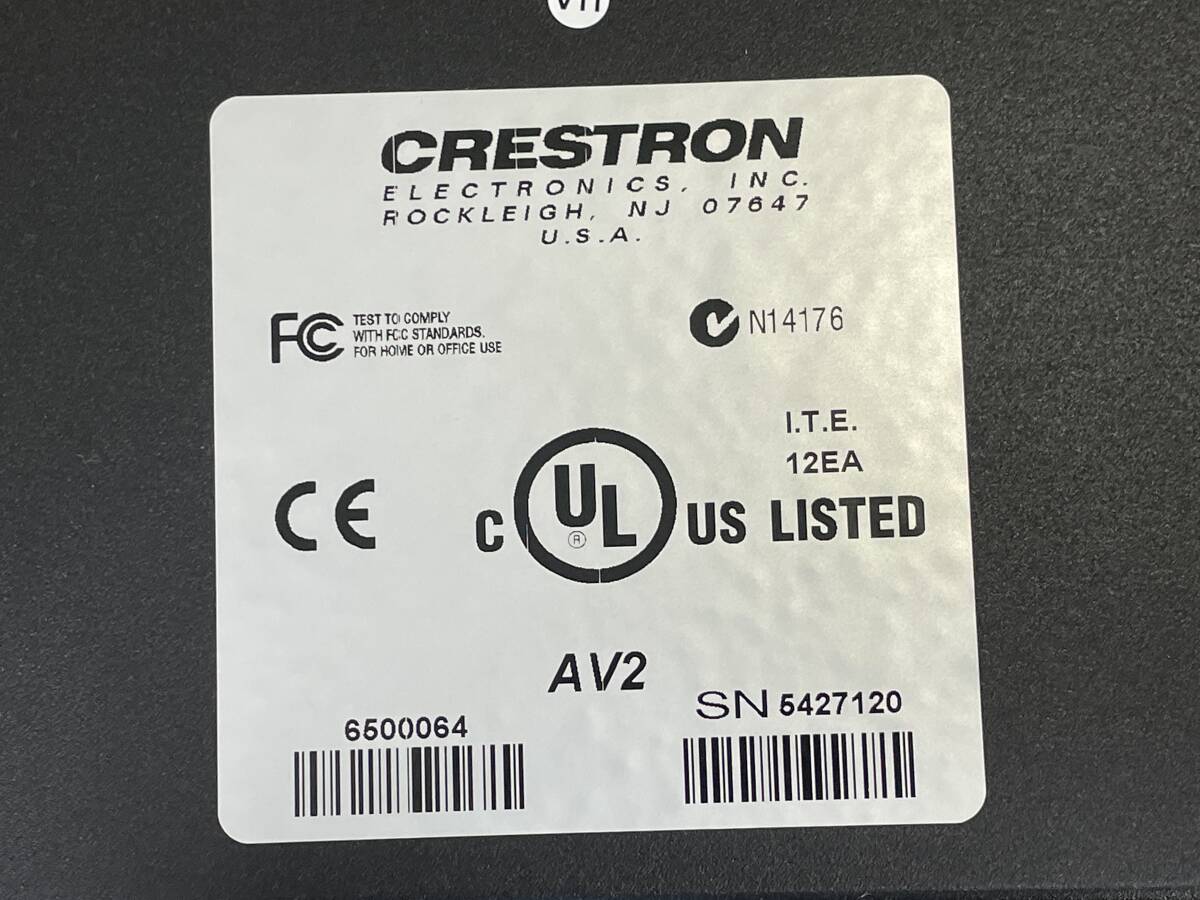 VII
CRESTRON
ELECTRONICS, INC.
ROCKLEIGH, NJ 07647
U.S.A.
FC TEST TO COMPLY
WITH FCC STANDARDS.
FOR HOME OR OFFICE USE
N14176
I.T.E.
12EA
CE
C UL® US LISTED
AV2
6500064
SN 5427120